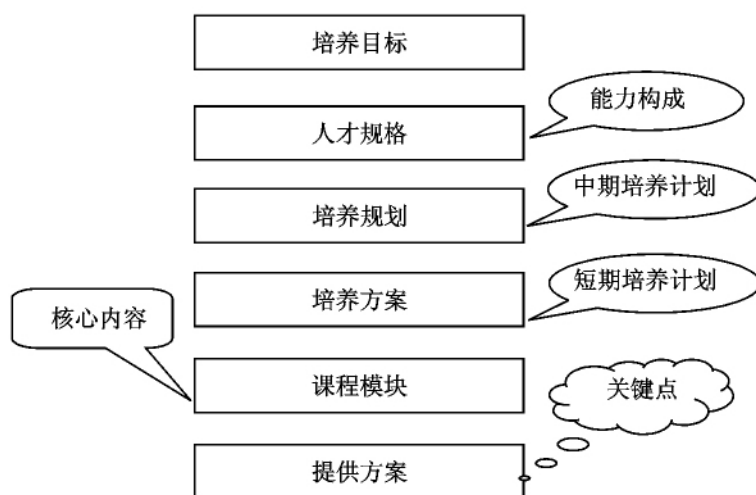 培养目标
能力构成
人才规格
中期培养计划
培养规划
短期培养计划
培养方案
核心内容
课程模块
关键点
提供方案